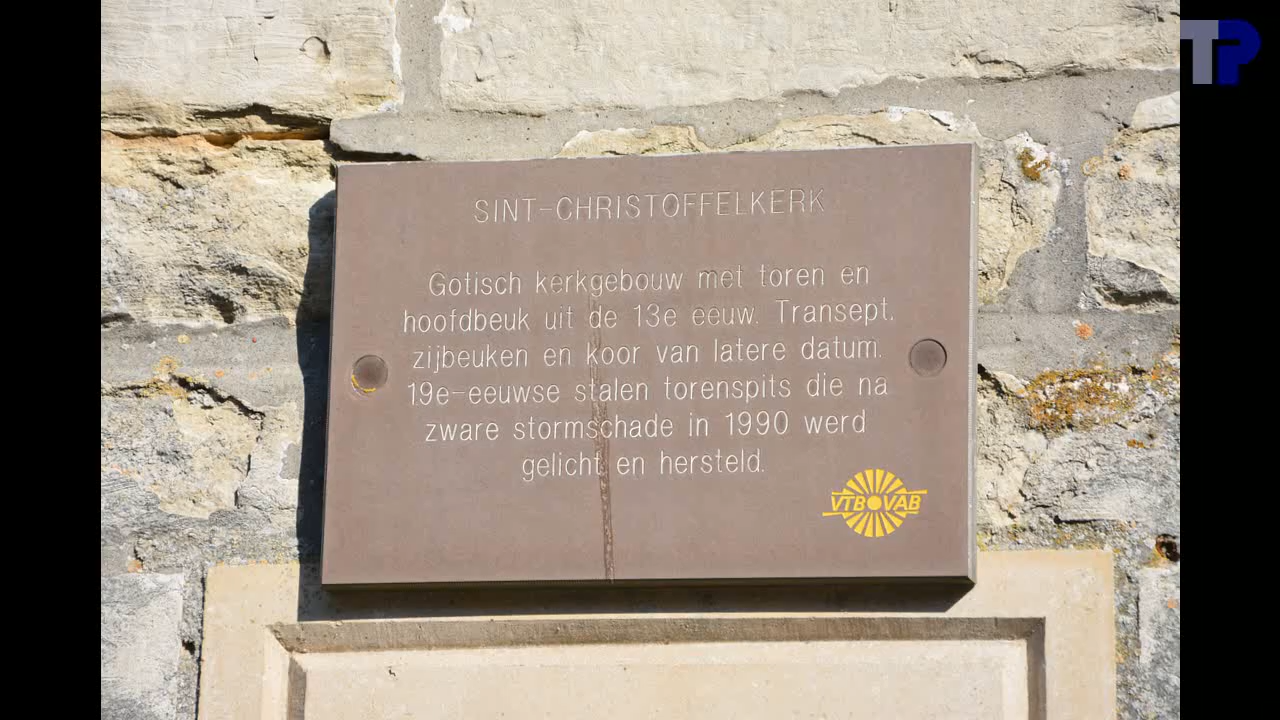 TP
SINT-CHRISTOFFELKERK
Gotisch kerkgebouw met toren en
hoofdbeuk uit de 13e eeuw. Transept,
zijbeuken en koor van latere datum.
19e-eeuwse stalen torenspits die na
zware stormschade in 1990 werd
gelicht en hersteld.
VTB VAB